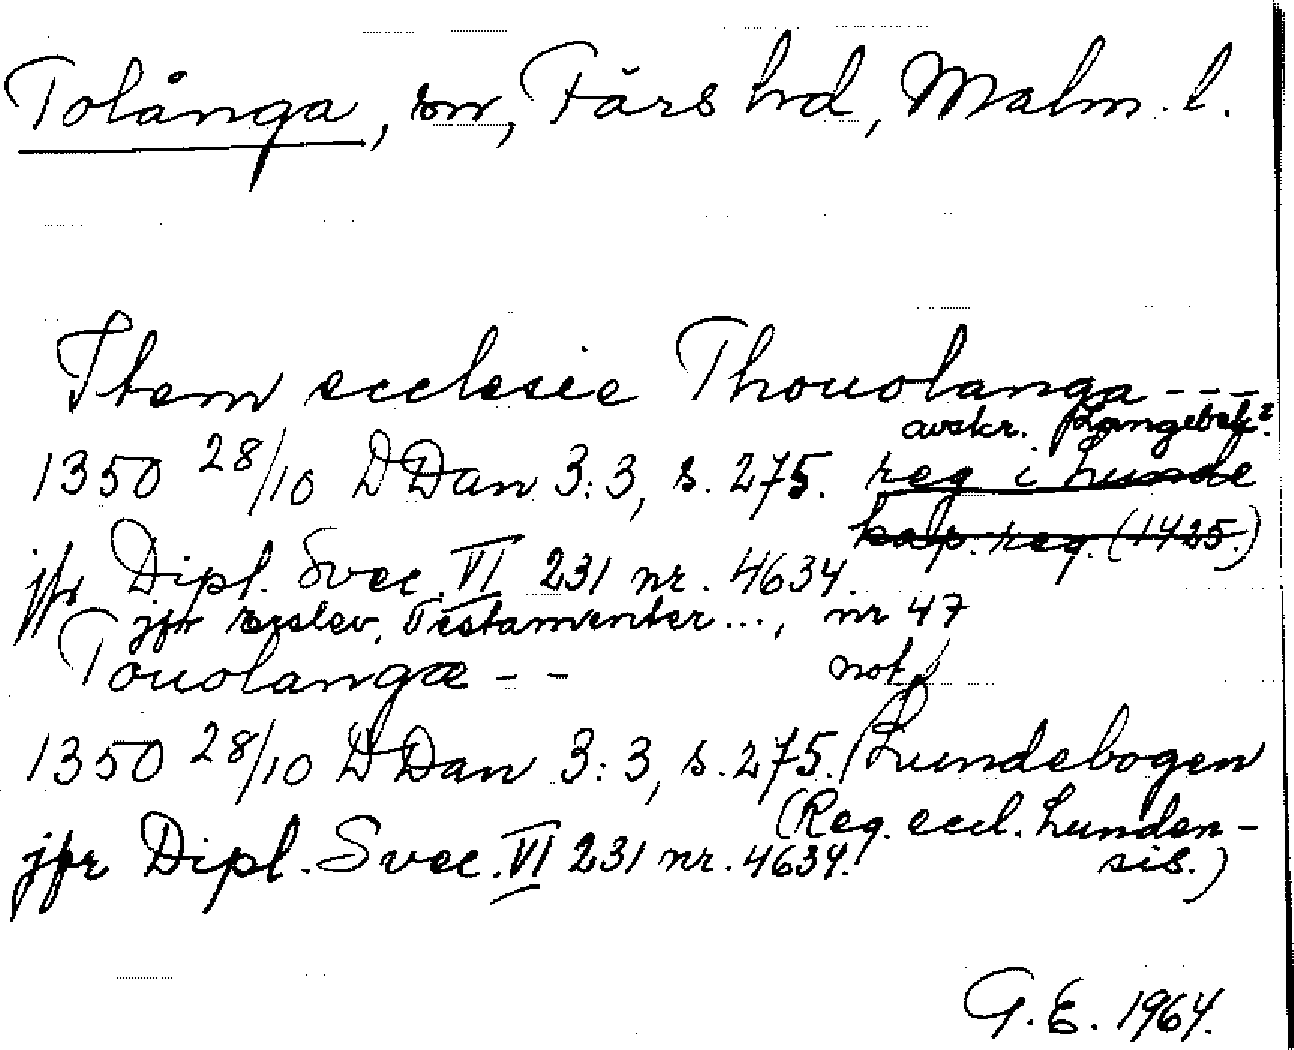 Tolånga, sn, Färs hd, Malm. l.
Item ecclesie Thouolanga - - -
avskr. Langebek?
1350 28/10 DDan 3:3, s. 275. reg i Lunde
kap. reg. (1425.)
jfr Dipl. Svec. VI 231 nr. 4634.
jfr Erslev, Testamenter..., nr 47
Touolangæ - - not
1350 28/10 DDan 3:3, s. 275. Lundebogen
(Reg. eccl. Lunden-
jfr Dipl. Svec. VI 231 nr. 4634. sis.)
G. E. 1964.